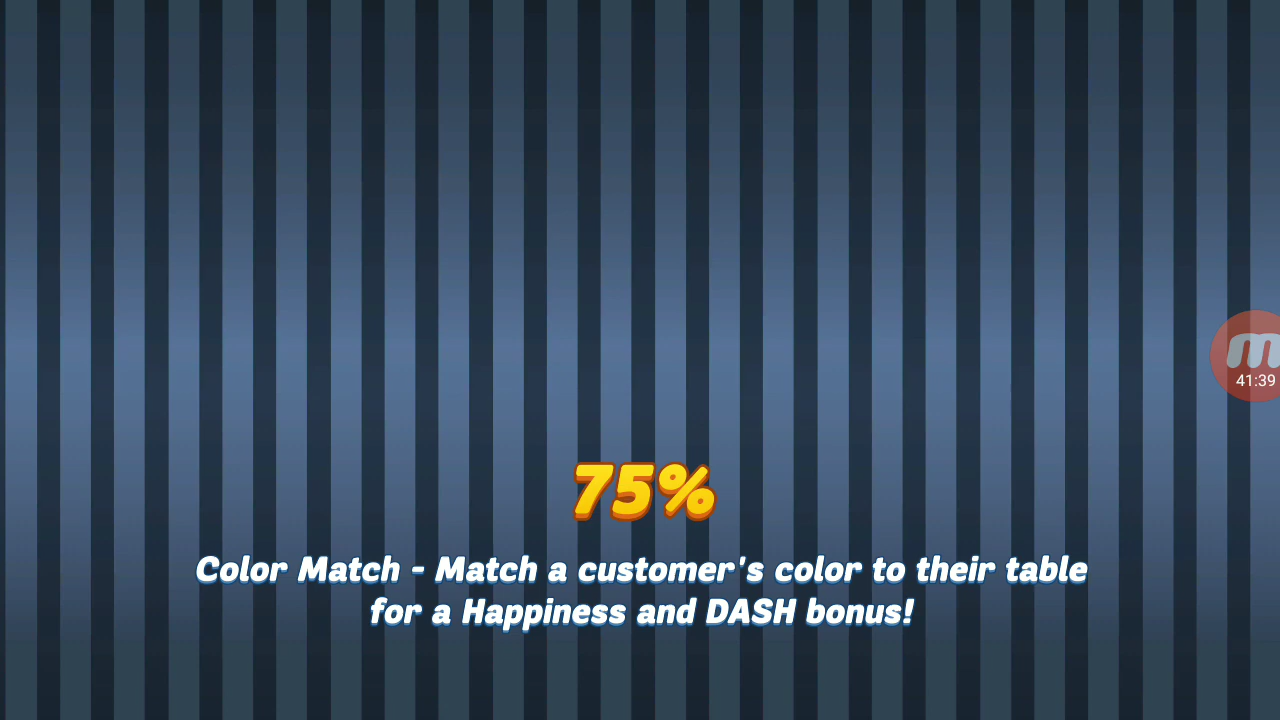 75%
Color Match - Match a customer's color to their table
for a Happiness and DASH bonus!
m
41:39